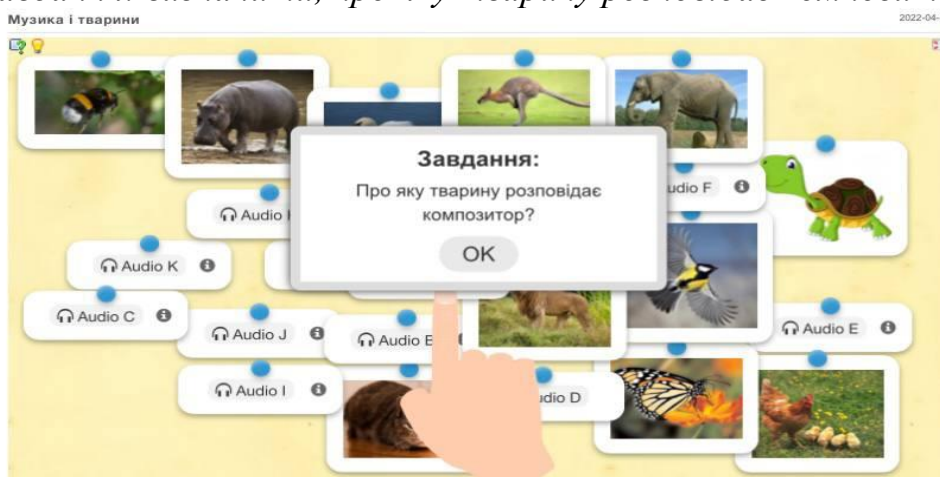 Музика і тварини
2022-04-
Завдання:
Про яку тварину розповідає
композитор?
OK
udio F
Audio
Audio K
Audio C
Audio J
Audio
Audio E
Audio I
udio D